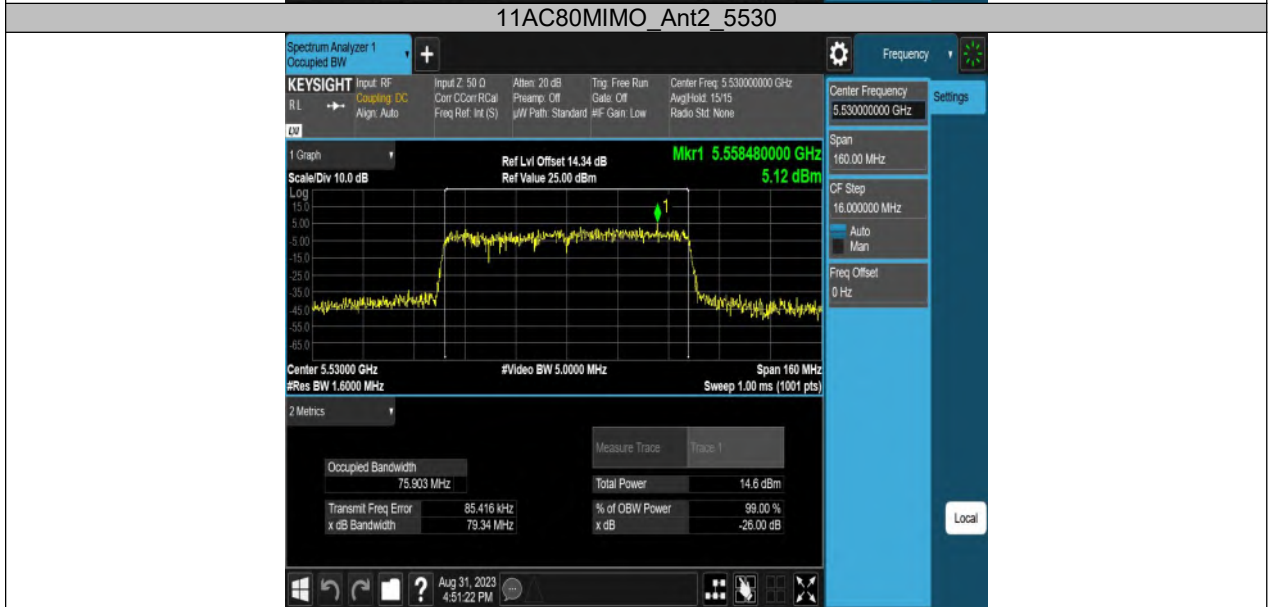 11AC80MIMO_Ant2_5530
Spectrum Analyzer 1
Occupied BW
+
Frequency
KEYSIGHT
Input: RF
Input Z: 50 Ω
Atten: 20 dB
Trig: Free Run
Center Freq: 5.530000000 GHz
RL
Coupling: DC
Corr CCorr RCal
Preamp: Off
Gate: Off
Avg|Hold: 15/15
Align: Auto
Freq Ref: Int (S)
µW Path: Standard
#IF Gain: Low
Radio Std: None
LXI
Center Frequency
5.530000000 GHz
Settings
Span
160.00 MHz
CF Step
16.000000 MHz
Auto
Man
Freq Offset
0 Hz
1 Graph
Ref Lvl Offset 14.34 dB
Mkr1 5.558480000 GHz
Scale/Div 10.0 dB
Ref Value 25.00 dBm
5.12 dBm
Log
15.0
5.00
-5.00
-15.0
-25.0
-35.0
-45.0
-55.0
-65.0
1
Center 5.53000 GHz
#Video BW 5.0000 MHz
Span 160 MHz
#Res BW 1.6000 MHz
Sweep 1.00 ms (1001 pts)
2 Metrics
Measure Trace
Trace 1
Occupied Bandwidth
75.903 MHz
Total Power
14.6 dBm
Transmit Freq Error
85.416 kHz
% of OBW Power
99.00 %
x dB Bandwidth
79.34 MHz
x dB
-26.00 dB
Local
?
Aug 31, 2023
4:51:22 PM